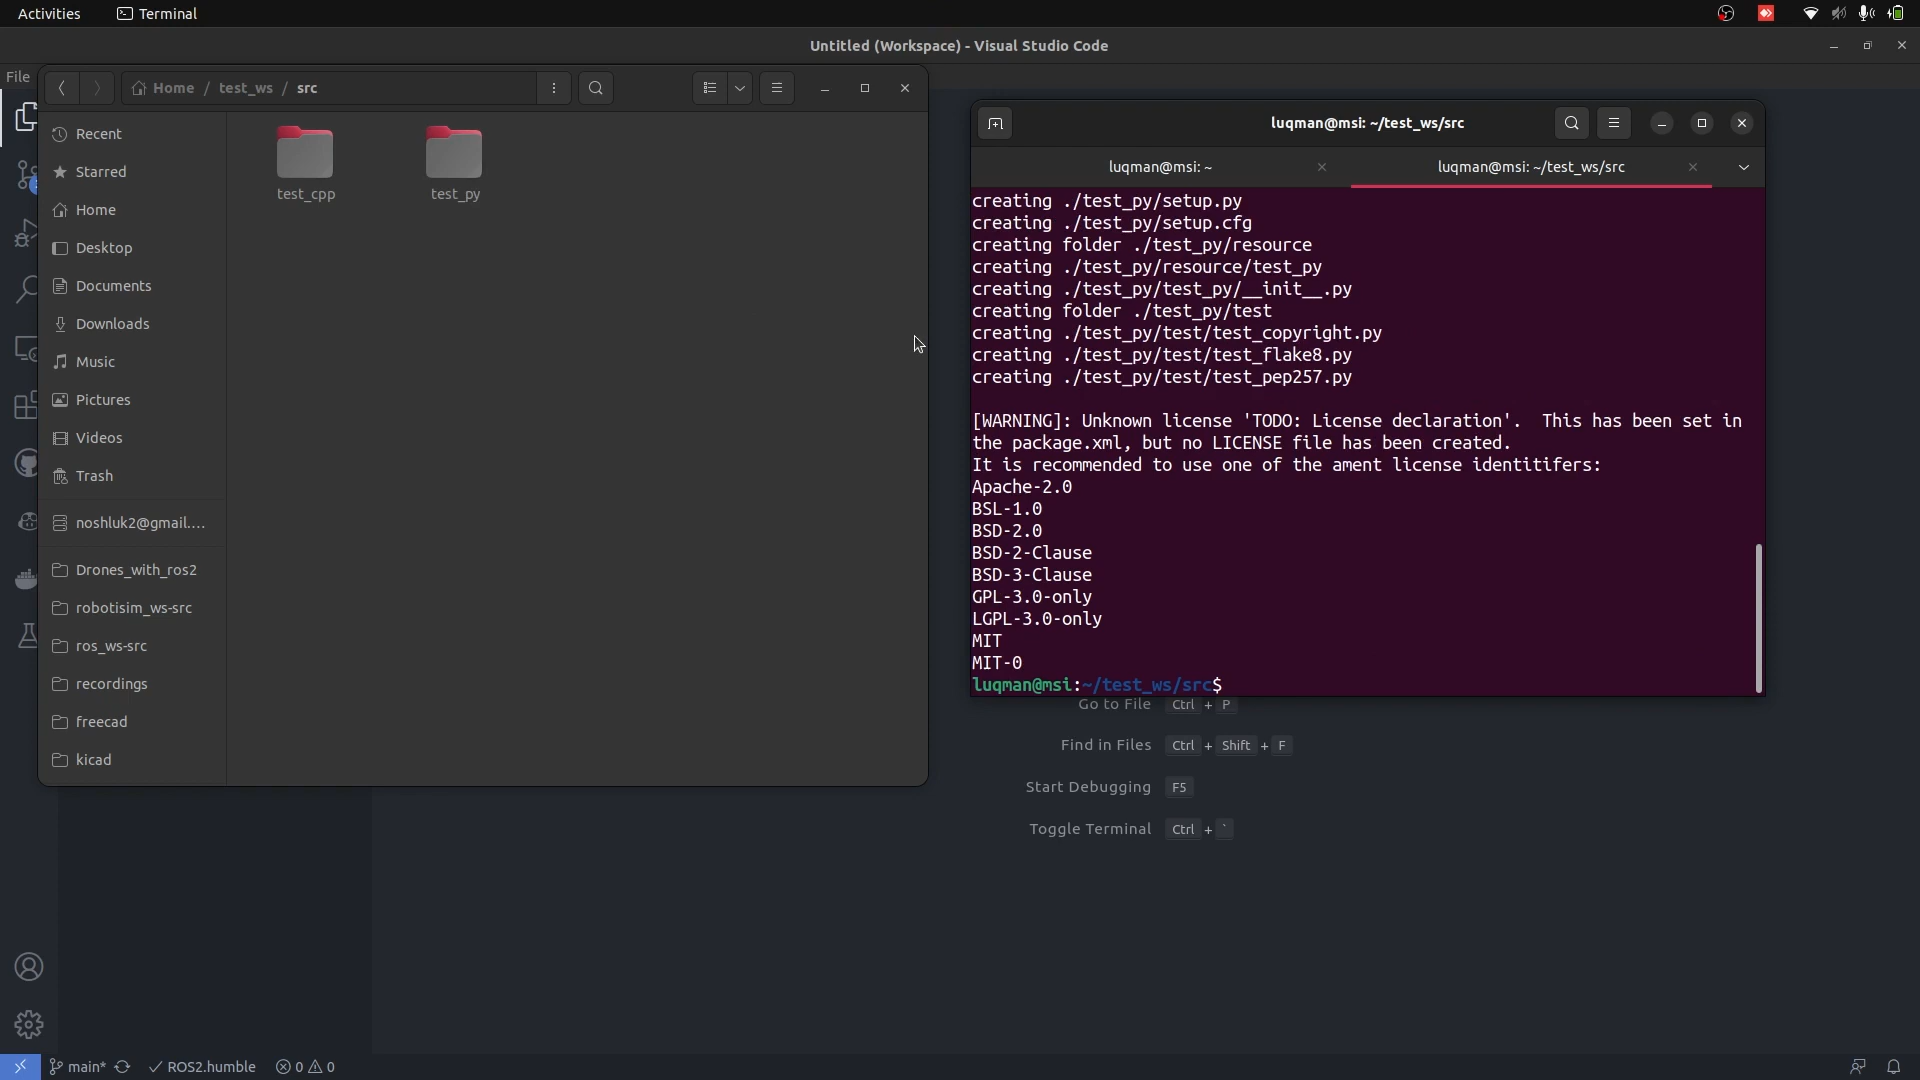 Activities
Terminal
Untitled (Workspace) - Visual Studio Code
File
Home / test_ws / src
Recent
Starred
Home
Desktop
Documents
Downloads
Music
Pictures
Videos
Trash
noshluk2@gmail....
Drones_with_ros2
robotisim_ws-src
ros_ws-src
recordings
freecad
kicad
test_cpp
test_py
luqman@msi: ~/test_ws/src
luqman@msi: ~
luqman@msi: ~/test_ws/src
creating ./test_py/setup.py
creating ./test_py/setup.cfg
creating folder ./test_py/resource
creating ./test_py/resource/test_py
creating ./test_py/test_py/__init__.py
creating folder ./test_py/test
creating ./test_py/test/test_copyright.py
creating ./test_py/test/test_flake8.py
creating ./test_py/test/test_pep257.py
[WARNING]: Unknown license 'TODO: License declaration'.  This has been set in
the package.xml, but no LICENSE file has been created.
It is recommended to use one of the ament license identitifers:
Apache-2.0
BSL-1.0
BSD-2.0
BSD-2-Clause
BSD-3-Clause
GPL-3.0-only
LGPL-3.0-only
MIT
MIT-0
luqman@msi:~/test_ws/src$
Go to File Ctrl + P
Find in Files Ctrl + Shift + F
Start Debugging F5
Toggle Terminal Ctrl + `
main* ROS2.humble 0 0